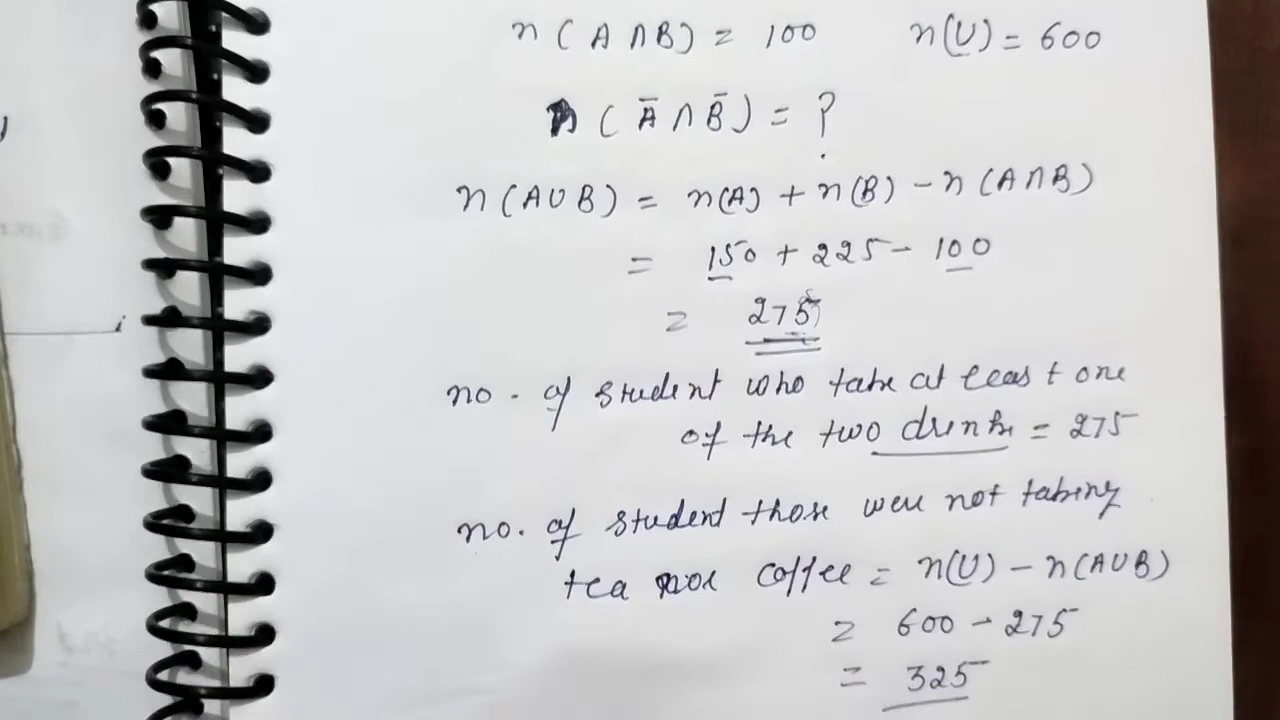 n(A∩B) = 100 n(U) = 600
n(Ā∩B̄) = ?
n(A∪B) = n(A) + n(B) - n(A∩B)
= 150 + 225 - 100
= 275
no. of student who take at least one
of the two drinks = 275
no. of student those were not taking
tea nor coffee = n(U) - n(A∪B)
= 600 - 275
= 325